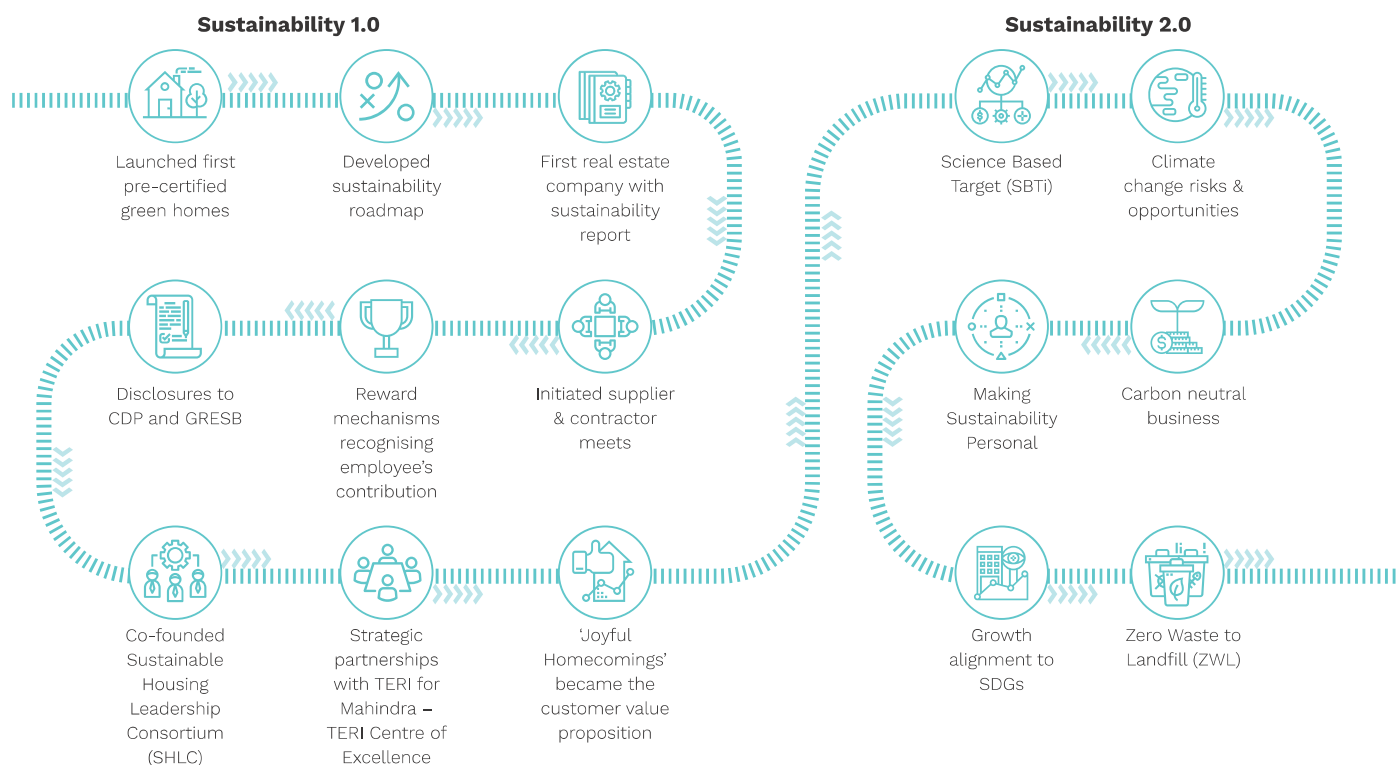 Sustainability 1.0
Launched first
pre-certified
green homes
Developed
sustainability
roadmap
First real estate
company with
sustainability
report
Initiated supplier
& contractor
meets
Reward
mechanisms
recognising
employee's
contribution
Disclosures to
CDP and GRESB
Co-founded
Sustainable
Housing
Leadership
Consortium
(SHLC)
Strategic
partnerships
with TERI for
Mahindra –
TERI Centre of
Excellence
'Joyful
Homecomings'
became the
customer value
proposition
Sustainability 2.0
Science Based
Target (SBTi)
Climate
change risks &
opportunities
Carbon neutral
business
Making
Sustainability
Personal
Growth
alignment to
SDGs
Zero Waste to
Landfill (ZWL)